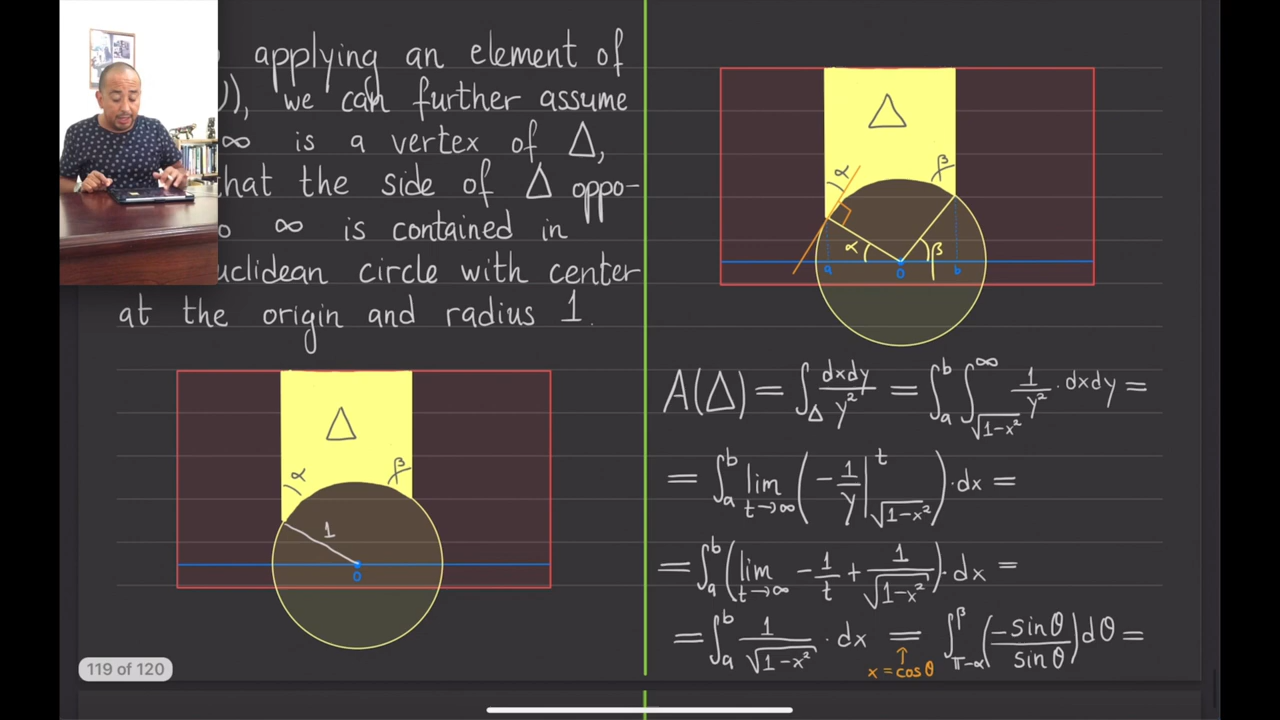 applying an element of
), we can further assume
∞ is a vertex of Δ,
that the side of Δ oppo-
∞ is contained in
uclidean circle with center
at the origin and radius 1.
Δ
α β
1
0
119 of 120
Δ
α β
α β
a 0 b
A(Δ) = ∫_Δ dxdy/y² = ∫_a^b ∫_{√(1-x²)}^∞ 1/y² · dxdy =
= ∫_a^b lim_{t→∞} (-1/y |_{√(1-x²)}^t) · dx =
= ∫_a^b (lim_{t→∞} -1/t + 1/√(1-x²)) · dx =
= ∫_a^b 1/√(1-x²) · dx = ∫_{π-α}^β (-sinθ/sinθ) dθ =
↑
x = cosθ